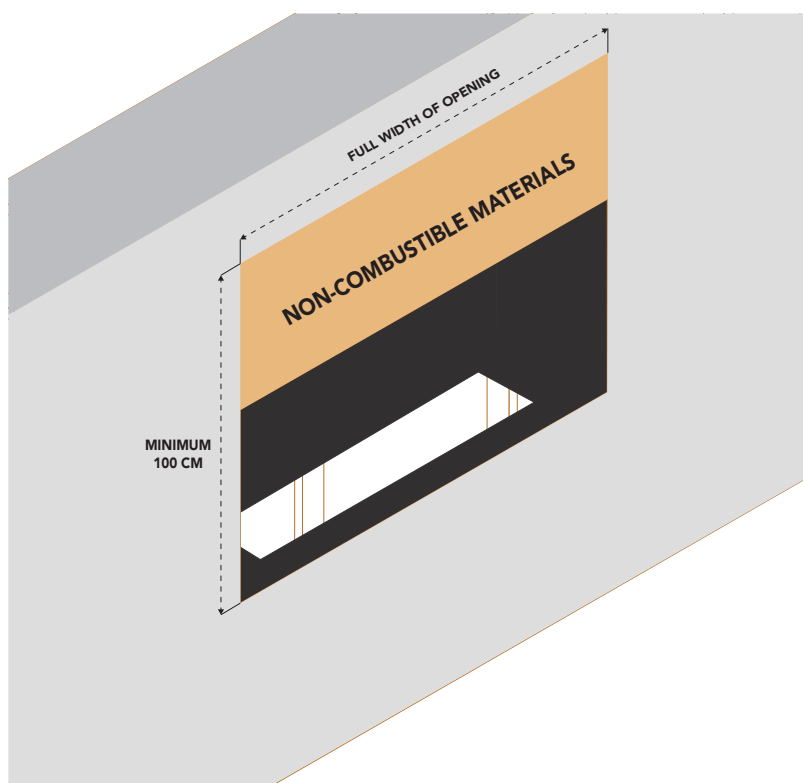 FULL WIDTH OF OPENING
NON-COMBUSTIBLE MATERIALS
MINIMUM
100 CM